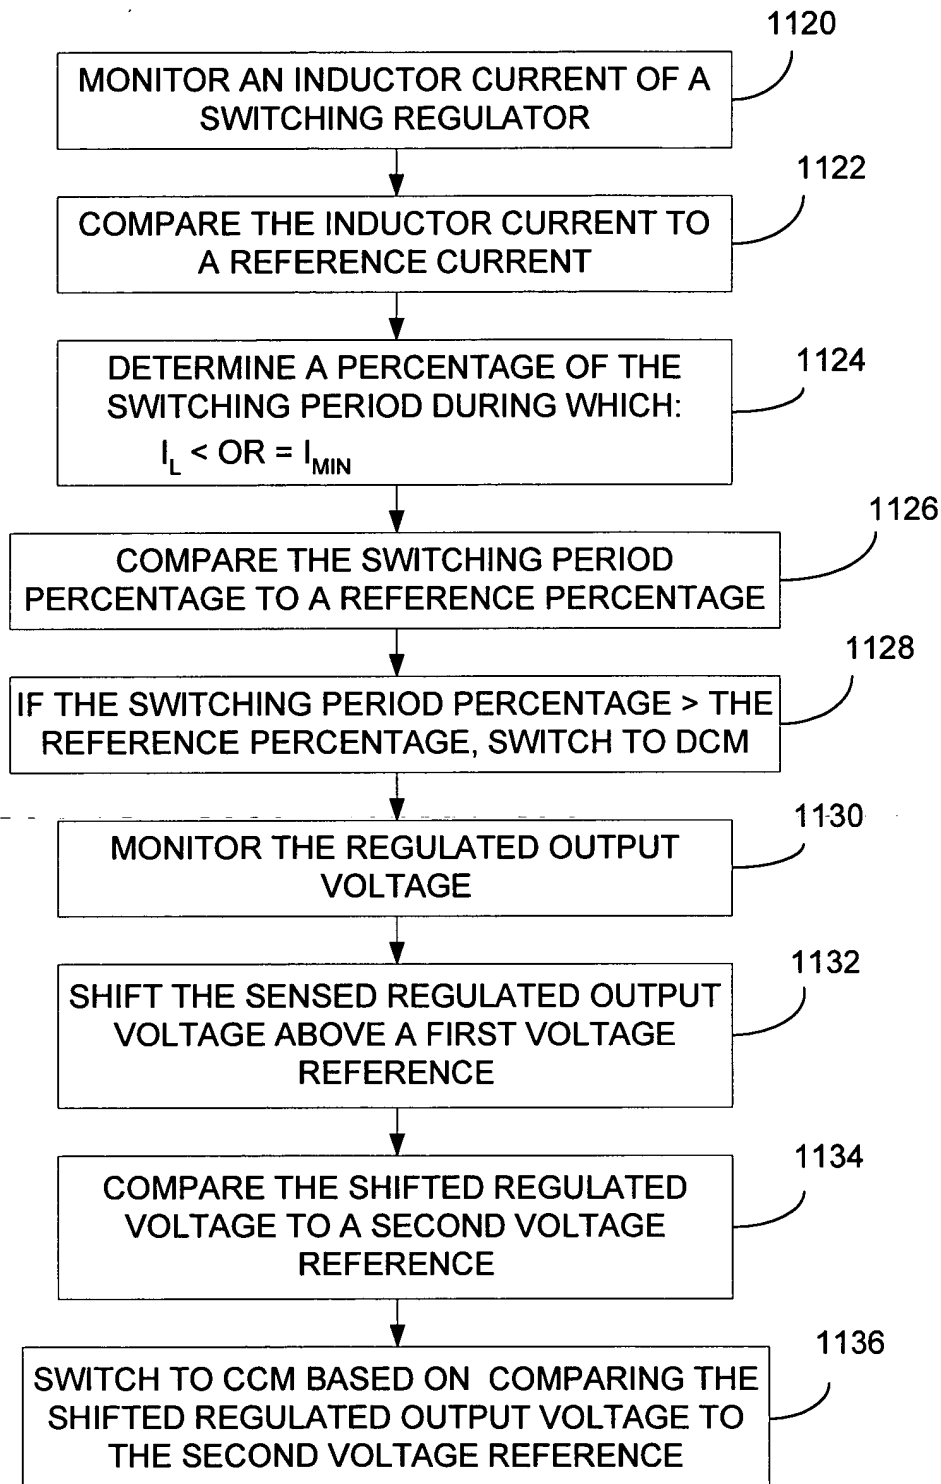 1120
MONITOR AN INDUCTOR CURRENT OF A
SWITCHING REGULATOR
1122
COMPARE THE INDUCTOR CURRENT TO
A REFERENCE CURRENT
1124
DETERMINE A PERCENTAGE OF THE
SWITCHING PERIOD DURING WHICH:
I_L < OR = I_MIN
1126
COMPARE THE SWITCHING PERIOD
PERCENTAGE TO A REFERENCE PERCENTAGE
1128
IF THE SWITCHING PERIOD PERCENTAGE > THE
REFERENCE PERCENTAGE, SWITCH TO DCM
1130
MONITOR THE REGULATED OUTPUT
VOLTAGE
1132
SHIFT THE SENSED REGULATED OUTPUT
VOLTAGE ABOVE A FIRST VOLTAGE
REFERENCE
1134
COMPARE THE SHIFTED REGULATED
VOLTAGE TO A SECOND VOLTAGE
REFERENCE
1136
SWITCH TO CCM BASED ON COMPARING THE
SHIFTED REGULATED OUTPUT VOLTAGE TO
THE SECOND VOLTAGE REFERENCE